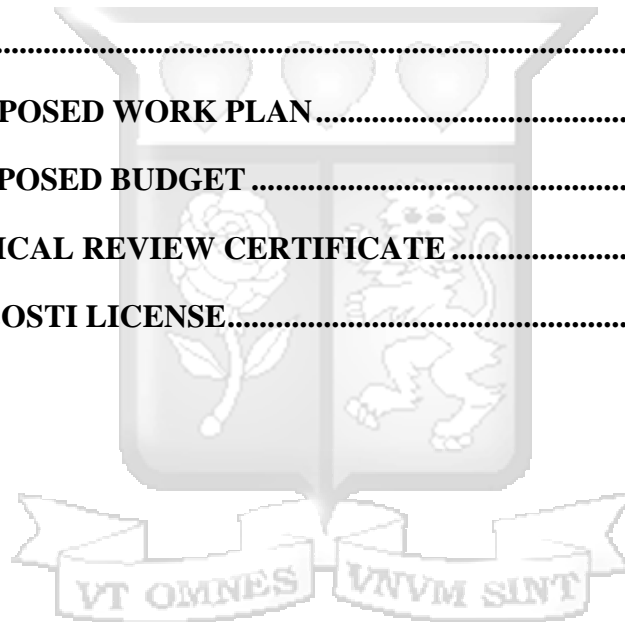 ................................................................
POSED WORK PLAN................................
POSED BUDGET.......................................
ICAL REVIEW CERTIFICATE..................
OSTI LICENSE.........................................
VT OMNES VNVM SINT